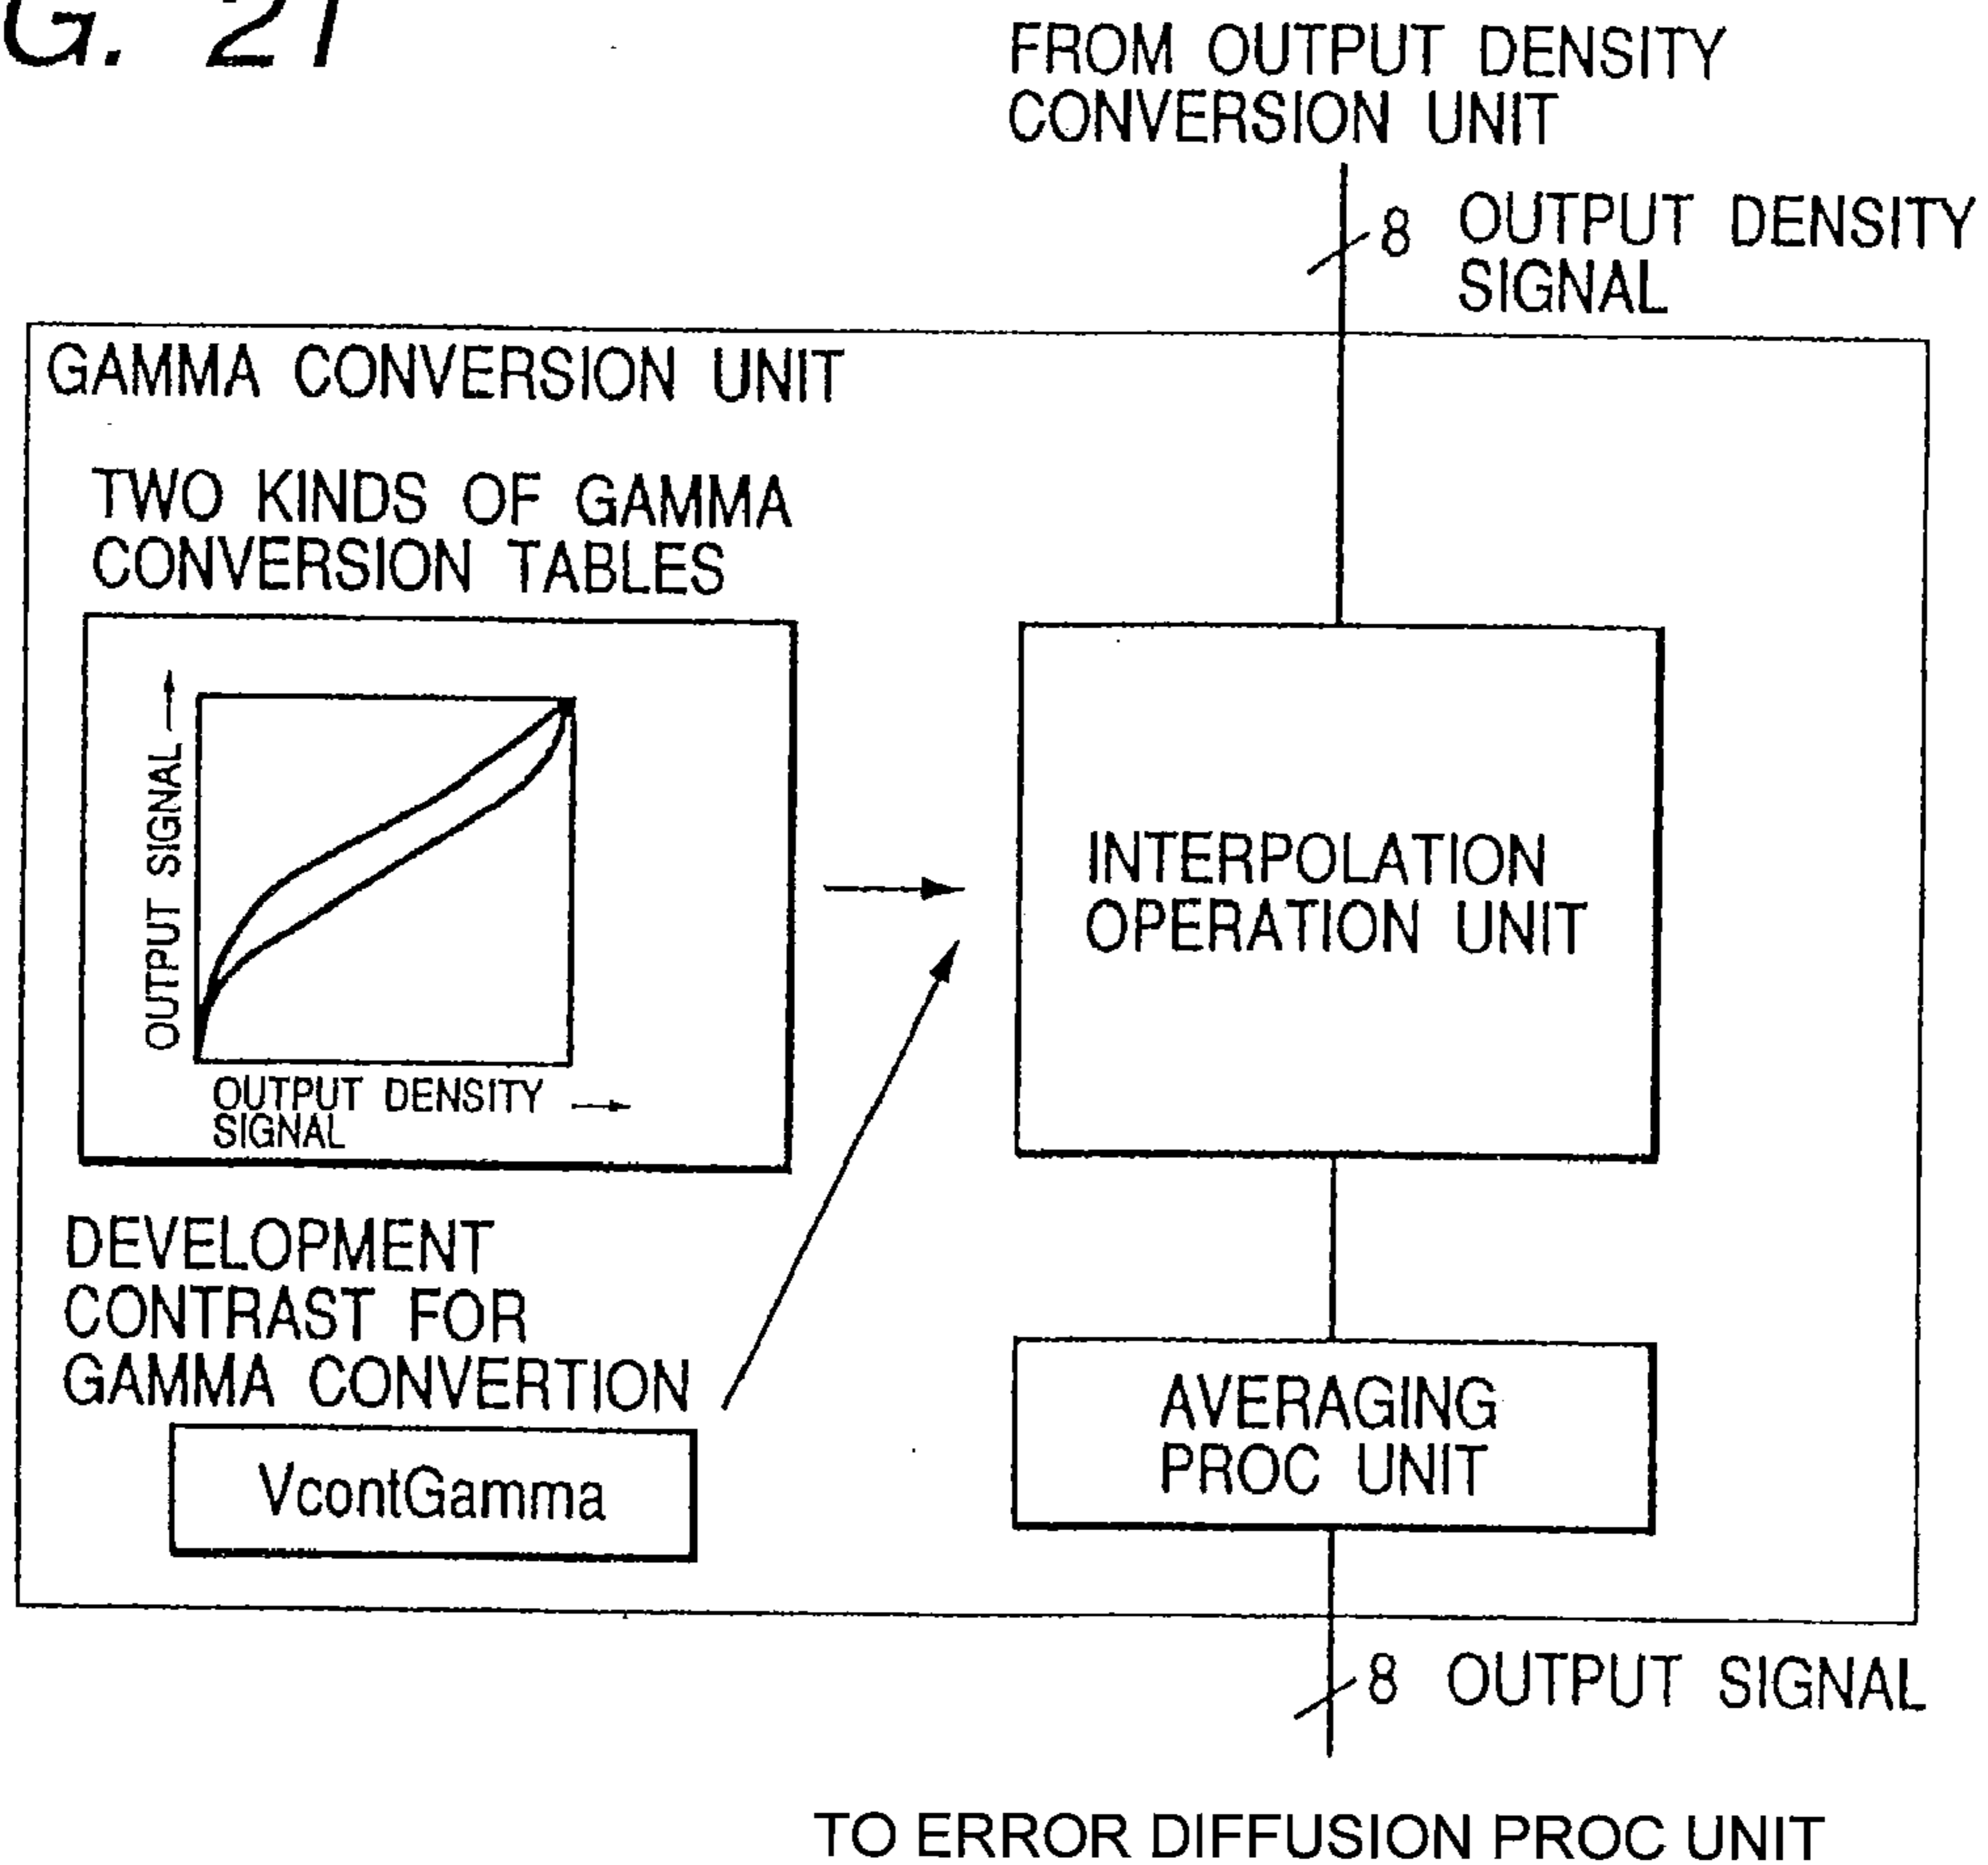 G. 21
FROM OUTPUT DENSITY
CONVERSION UNIT
8 OUTPUT DENSITY
SIGNAL
GAMMA CONVERSION UNIT
TWO KINDS OF GAMMA
CONVERSION TABLES
OUTPUT SIGNAL
OUTPUT DENSITY
SIGNAL
INTERPOLATION
OPERATION UNIT
DEVELOPMENT
CONTRAST FOR
GAMMA CONVERTION
VcontGamma
AVERAGING
PROC UNIT
8 OUTPUT SIGNAL
TO ERROR DIFFUSION PROC UNIT